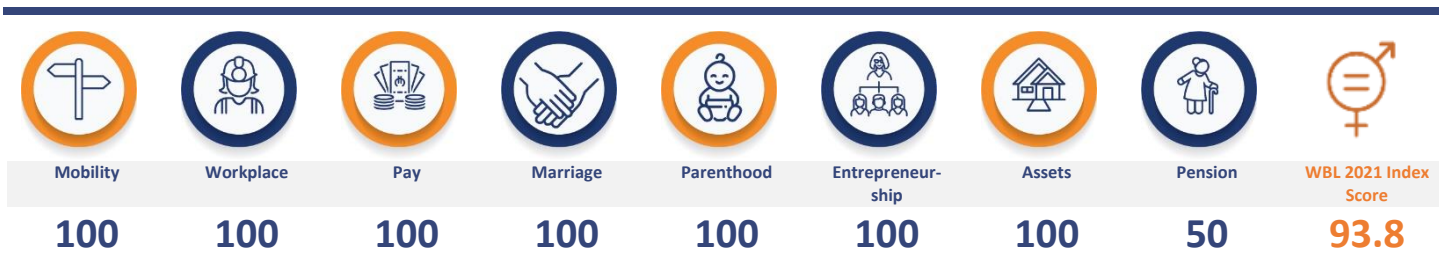 Mobility Workplace Pay Marriage Parenthood Entrepreneur- Assets Pension WBL 2021 Index
ship Score
100 100 100 100 100 100 100 50 93.8